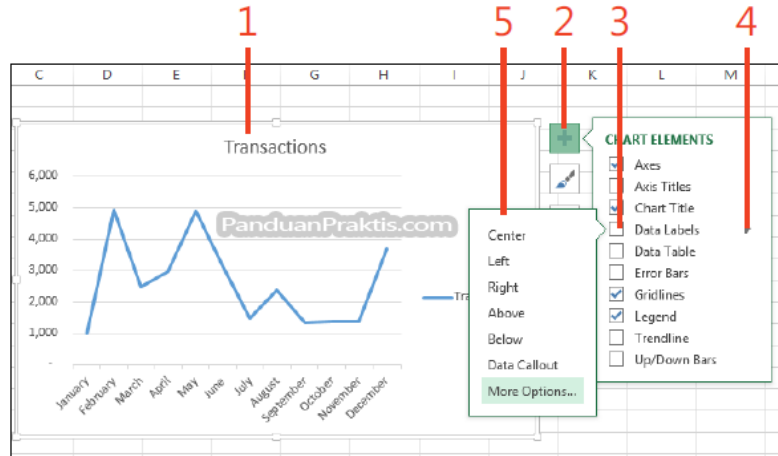 1 5 2 3 4
C D E F G H I J K L M
Transactions
6,000
5,000
4,000
3,000
2,000
1,000
-
January February March April May June July August September October November December
PanduanPraktis.com
Center
Left
Right
Above
Below
Data Callout
More Options...
CHART ELEMENTS
Axes
Axis Titles
Chart Title
Data Labels
Data Table
Error Bars
Gridlines
Legend
Trendline
Up/Down Bars